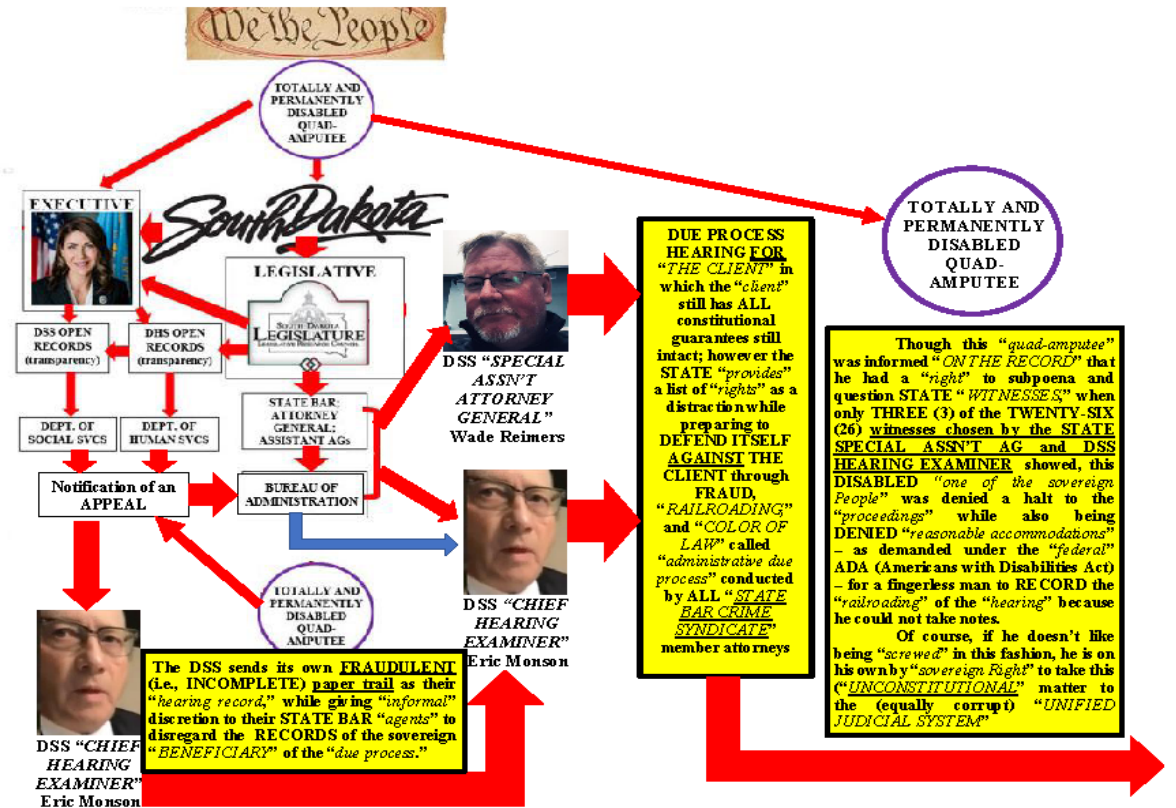 We the People
TOTALLY AND
PERMANENTLY
DISABLED
QUAD-
AMPUTEE
EXECUTIVE
South Dakota
LEGISLATIVE
SOUTH DAKOTA
LEGISLATURE
LEGISLATIVE RESEARCH COUNCIL
DSS OPEN
RECORDS
(transparency)
DHS OPEN
RECORDS
(transparency)
DEPT. OF
SOCIAL SVCS
DEPT. OF
HUMAN SVCS
STATE BAR;
ATTORNEY
GENERAL;
ASSISTANT AGs
Notification of an
APPEAL
BUREAU OF
ADMINISTRATION
DSS “SPECIAL
ASSN’T
ATTORNEY
GENERAL”
Wade Reimers
TOTALLY AND
PERMANENTLY
DISABLED
QUAD-
AMPUTEE
DSS “CHIEF
HEARING
EXAMINER”
Eric Monson
DSS “CHIEF
HEARING
EXAMINER”
Eric Monson
The DSS sends its own FRAUDULENT
(i.e., INCOMPLETE) paper trail as their
“hearing record,” while giving “informal”
discretion to their STATE BAR “agents” to
disregard the RECORDS of the sovereign
“BENEFICIARY” of the “due process.”
DUE PROCESS
HEARING FOR
“THE CLIENT” in
which the “client”
still has ALL
constitutional
guarantees still
intact; however the
STATE “provides”
a list of “rights” as a
distraction while
preparing to
DEFEND ITSELF
AGAINST THE
CLIENT through
FRAUD,
“RAILROADING,”
and “COLOR OF
LAW” called
“administrative due
process” conducted
by ALL “STATE
BAR CRIME
SYNDICATE”
member attorneys
TOTALLY AND
PERMANENTLY
DISABLED
QUAD-
AMPUTEE
Though this “quad-amputee”
was informed “ON THE RECORD” that
he had a “right” to subpoena and
question STATE “WITNESSES,” when
only THREE (3) of the TWENTY-SIX
(26) witnesses chosen by the STATE
SPECIAL ASSN’T AG and DSS
HEARING EXAMINER showed, this
DISABLED “one of the sovereign
People” was denied a halt to the
“proceedings” while also being
DENIED “reasonable accommodations”
– as demanded under the “federal”
ADA (Americans with Disabilities Act)
– for a fingerless man to RECORD the
“railroading” of the “hearing” because
he could not take notes.
Of course, if he doesn’t like
being “screwed” in this fashion, he is on
his own by “sovereign Right” to take this
(“UNCONSTITUTIONAL” matter to
the (equally corrupt) “UNIFIED
JUDICIAL SYSTEM”